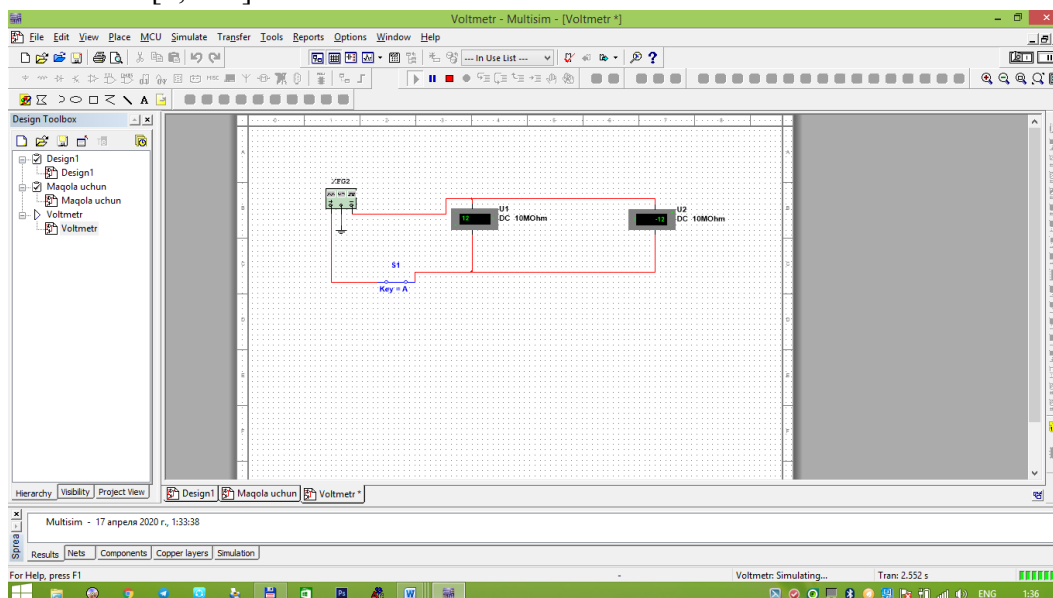 Voltmetr - Multisim - [Voltmetr *]
File Edit View Place MCU Simulate Transfer Tools Reports Options Window Help
--- In Use List ---
Design Toolbox
Design1
Design1
Maqola uchun
Maqola uchun
Voltmetr
Voltmetr
XFG2
U1
12
DC 10MOhm
U2
-12
DC 10MOhm
S1
Key = A
Hierarchy Visibility Project View
Design1 Maqola uchun Voltmetr *
Multisim - 17 апреля 2020 г., 1:33:38
Sprea
Results Nets Components Copper layers Simulation
For Help, press F1
-
Voltmetr: Simulating...
Tran: 2.552 s
ENG 1:36